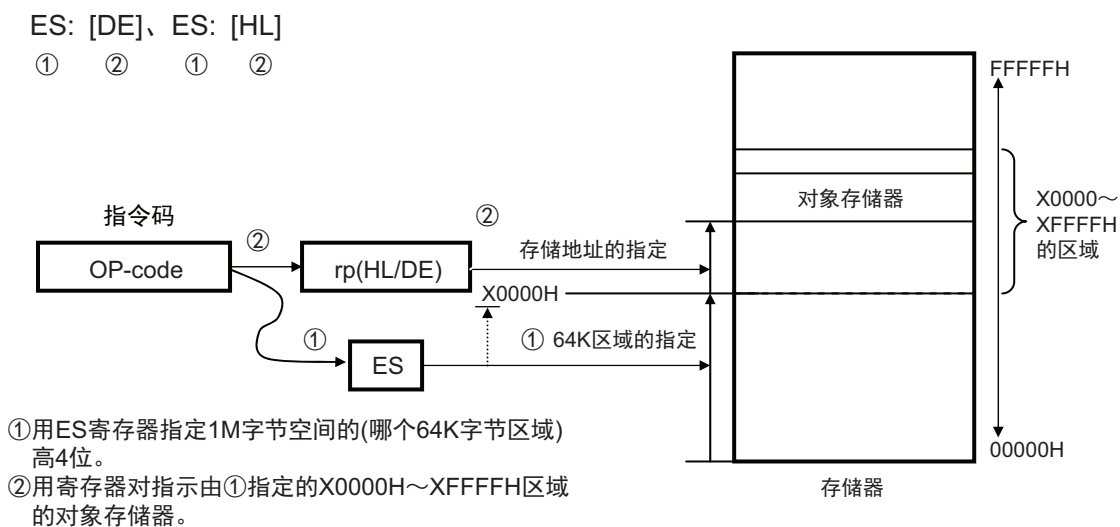 ES: [DE]、ES: [HL]
① ② ① ②
FFFFFH
对象存储器
X0000～
XFFFFH
的区域
指令码
②
②
OP-code
rp(HL/DE)
存储地址的指定
X0000H
①
① 64K区域的指定
ES
00000H
存储器
①用ES寄存器指定1M字节空间的(哪个64K字节区域)
高4位。
②用寄存器对指示由①指定的X0000H～XFFFFH区域
的对象存储器。